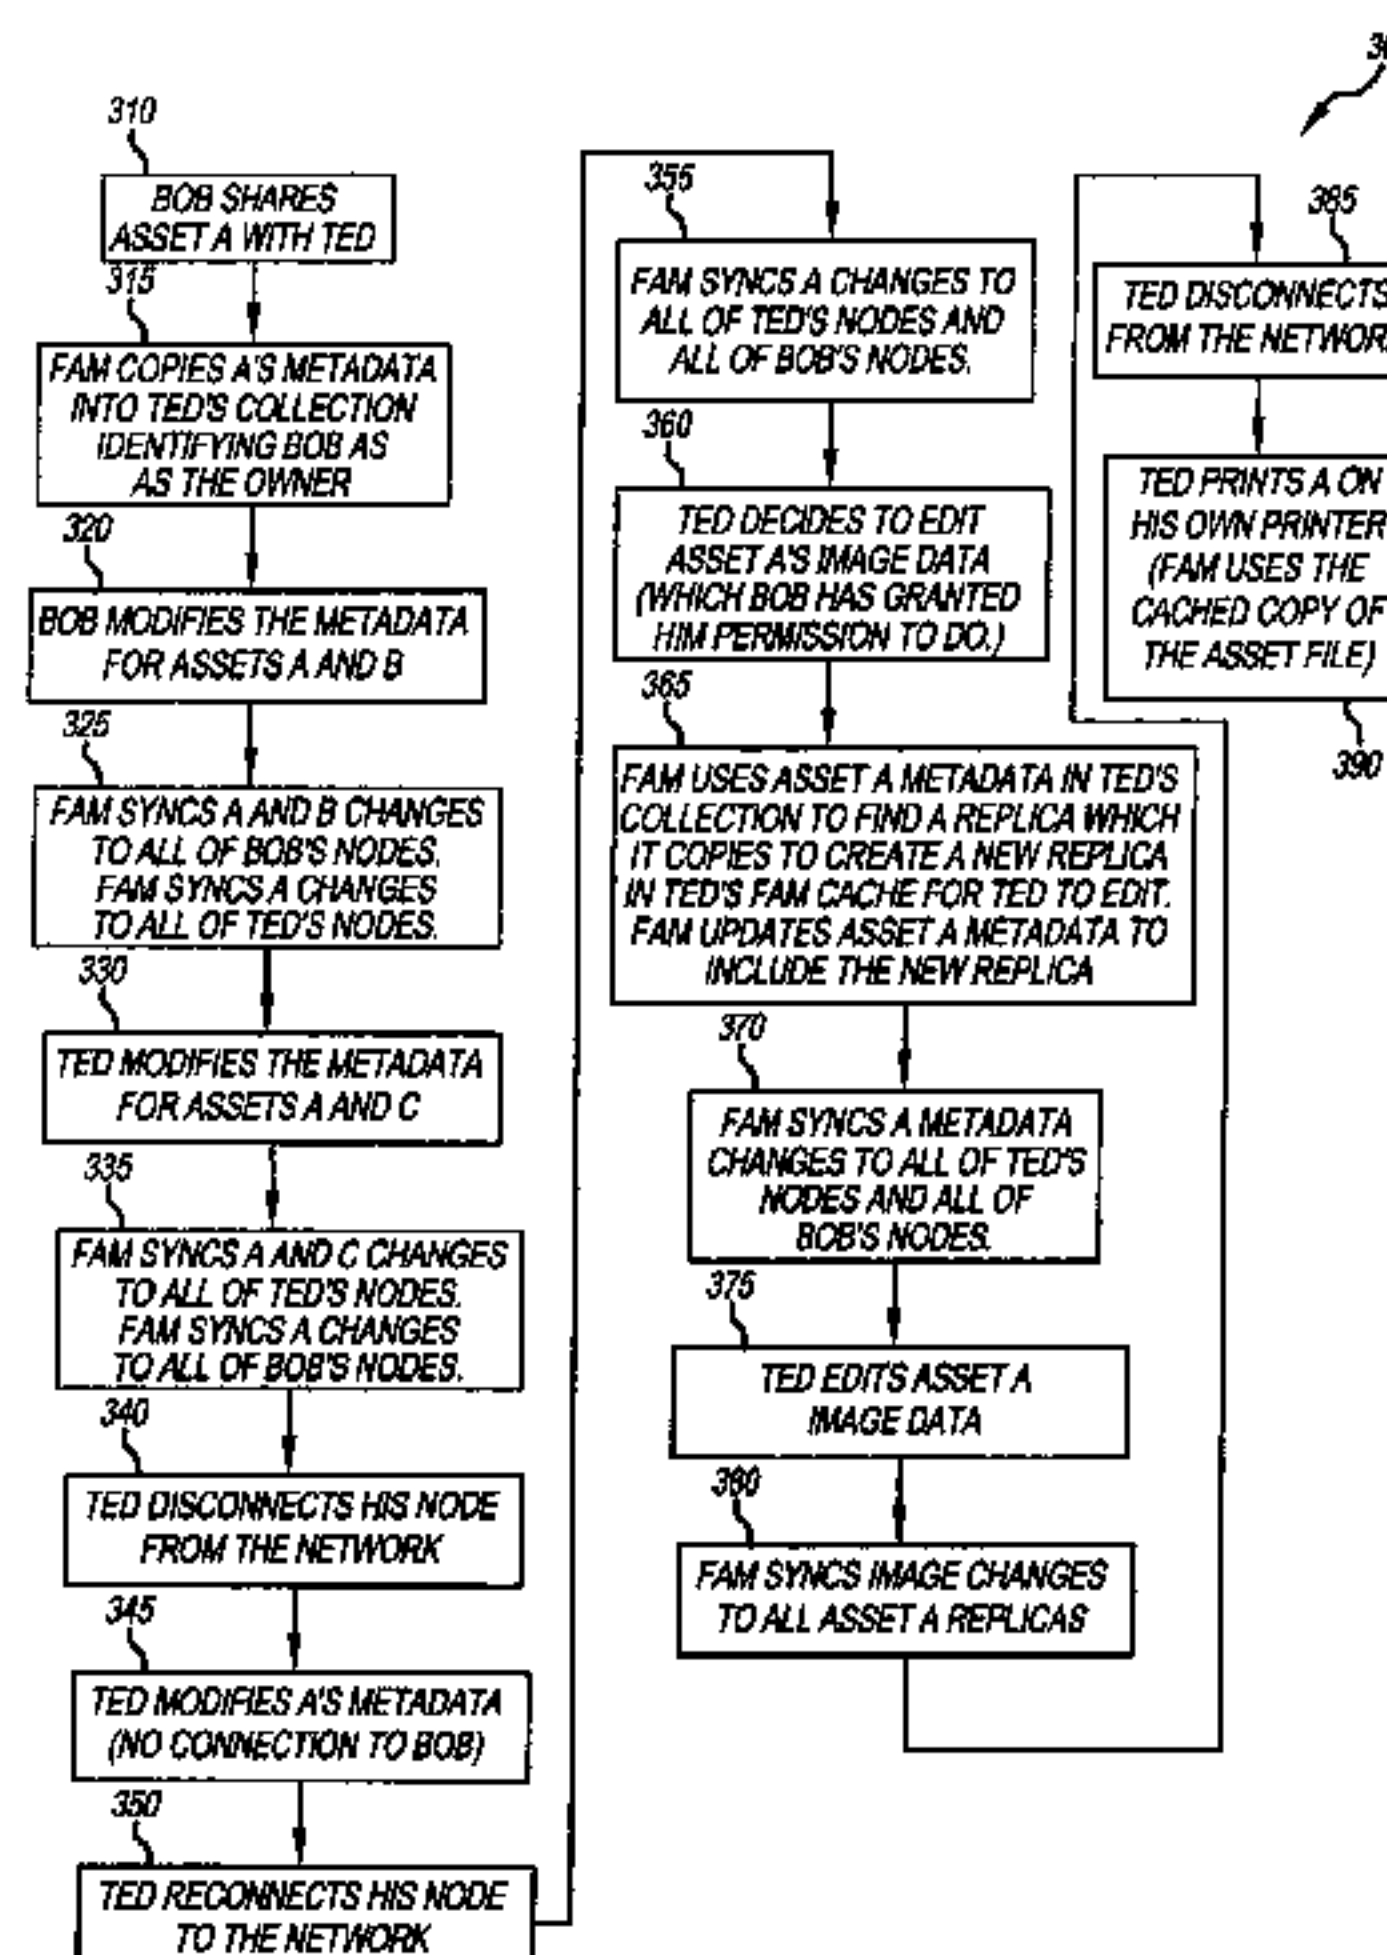 310
BOB SHARES
ASSET A WITH TED
315
FAM COPIES A'S METADATA
INTO TED'S COLLECTION
IDENTIFYING BOB AS
AS THE OWNER
320
BOB MODIFIES THE METADATA
FOR ASSETS A AND B
325
FAM SYNCS A AND B CHANGES
TO ALL OF BOB'S NODES.
FAM SYNCS A CHANGES
TO ALL OF TED'S NODES.
330
TED MODIFIES THE METADATA
FOR ASSETS A AND C
335
FAM SYNCS A AND C CHANGES
TO ALL OF TED'S NODES.
FAM SYNCS A CHANGES
TO ALL OF BOB'S NODES.
340
TED DISCONNECTS HIS NODE
FROM THE NETWORK
345
TED MODIFIES A'S METADATA
(NO CONNECTION TO BOB)
350
TED RECONNECTS HIS NODE
TO THE NETWORK
355
FAM SYNCS A CHANGES TO
ALL OF TED'S NODES AND
ALL OF BOB'S NODES.
360
TED DECIDES TO EDIT
ASSET A'S IMAGE DATA
(WHICH BOB HAS GRANTED
HIM PERMISSION TO DO.)
365
FAM USES ASSET A METADATA IN TED'S
COLLECTION TO FIND A REPLICA WHICH
IT COPIES TO CREATE A NEW REPLICA
IN TED'S FAM CACHE FOR TED TO EDIT.
FAM UPDATES ASSET A METADATA TO
INCLUDE THE NEW REPLICA
370
FAM SYNCS A METADATA
CHANGES TO ALL OF TED'S
NODES AND ALL OF
BOB'S NODES.
375
TED EDITS ASSET A
IMAGE DATA
380
FAM SYNCS IMAGE CHANGES
TO ALL ASSET A REPLICAS
385
TED DISCONNECTS
FROM THE NETWORK
TED PRINTS A ON
HIS OWN PRINTER
(FAM USES THE
CACHED COPY OF
THE ASSET FILE)
390